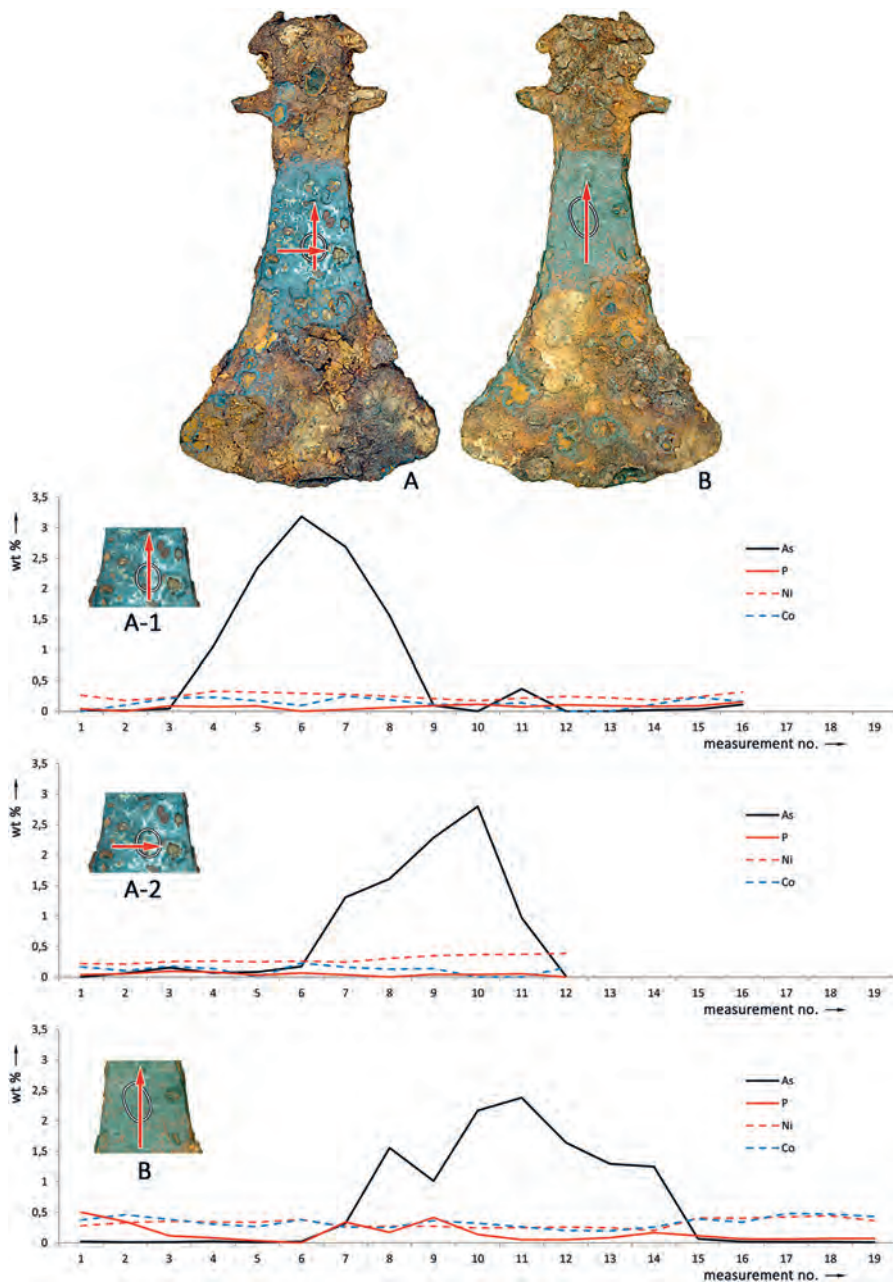 A
B
wt % →
3,5
3
2,5
2
1,5
1
0,5
0
A-1
As
P
Ni
Co
1 2 3 4 5 6 7 8 9 10 11 12 13 14 15 16 17 18 19
measurement no. →
wt % →
3,5
3
2,5
2
1,5
1
0,5
0
A-2
As
P
Ni
Co
1 2 3 4 5 6 7 8 9 10 11 12 13 14 15 16 17 18 19
measurement no. →
wt % →
3,5
3
2,5
2
1,5
1
0,5
0
B
As
P
Ni
Co
1 2 3 4 5 6 7 8 9 10 11 12 13 14 15 16 17 18 19
measurement no. →